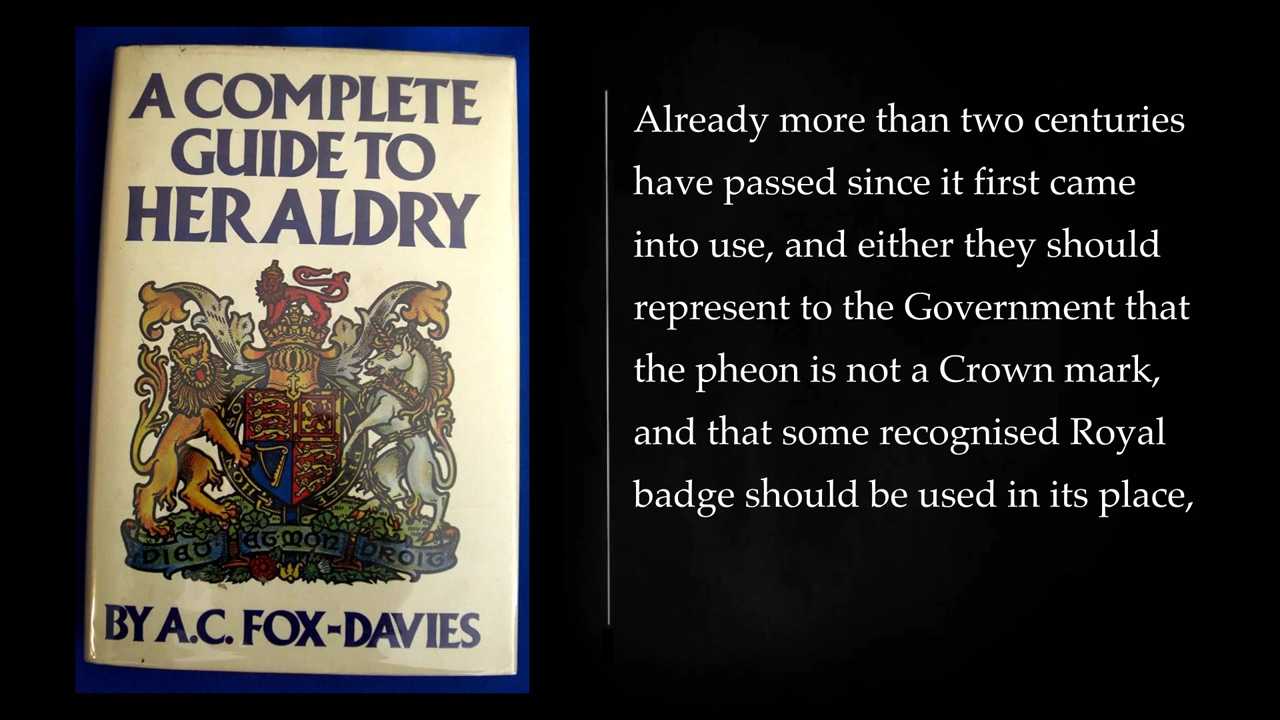 A COMPLETE
GUIDE TO
HERALDRY
DIEU ET MON DROIT
BY A.C. FOX-DAVIES
Already more than two centuries
have passed since it first came
into use, and either they should
represent to the Government that
the pheon is not a Crown mark,
and that some recognised Royal
badge should be used in its place,